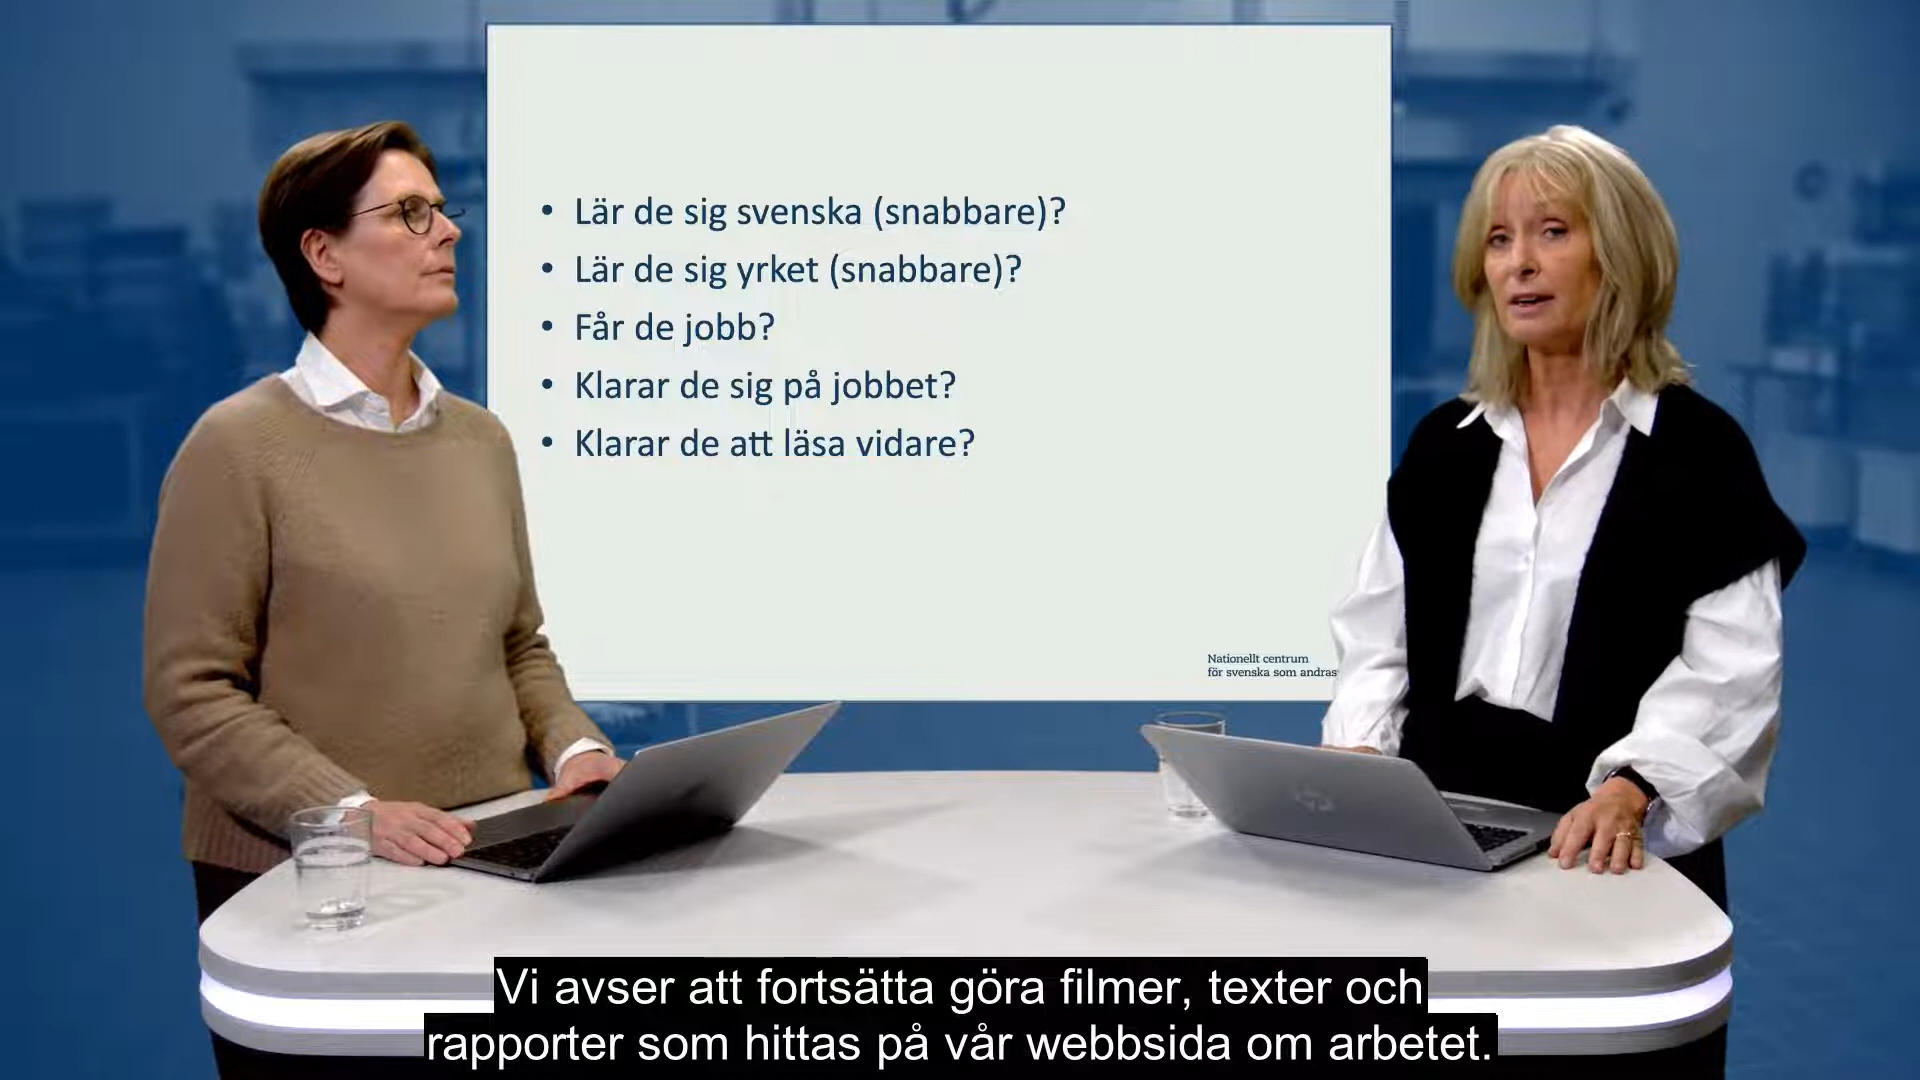 • Lär de sig svenska (snabbare)?
• Lär de sig yrket (snabbare)?
• Får de jobb?
• Klarar de sig på jobbet?
• Klarar de att läsa vidare?
Nationellt centrum
för svenska som andras
Vi avser att fortsätta göra filmer, texter och
rapporter som hittas på vår webbsida om arbetet.